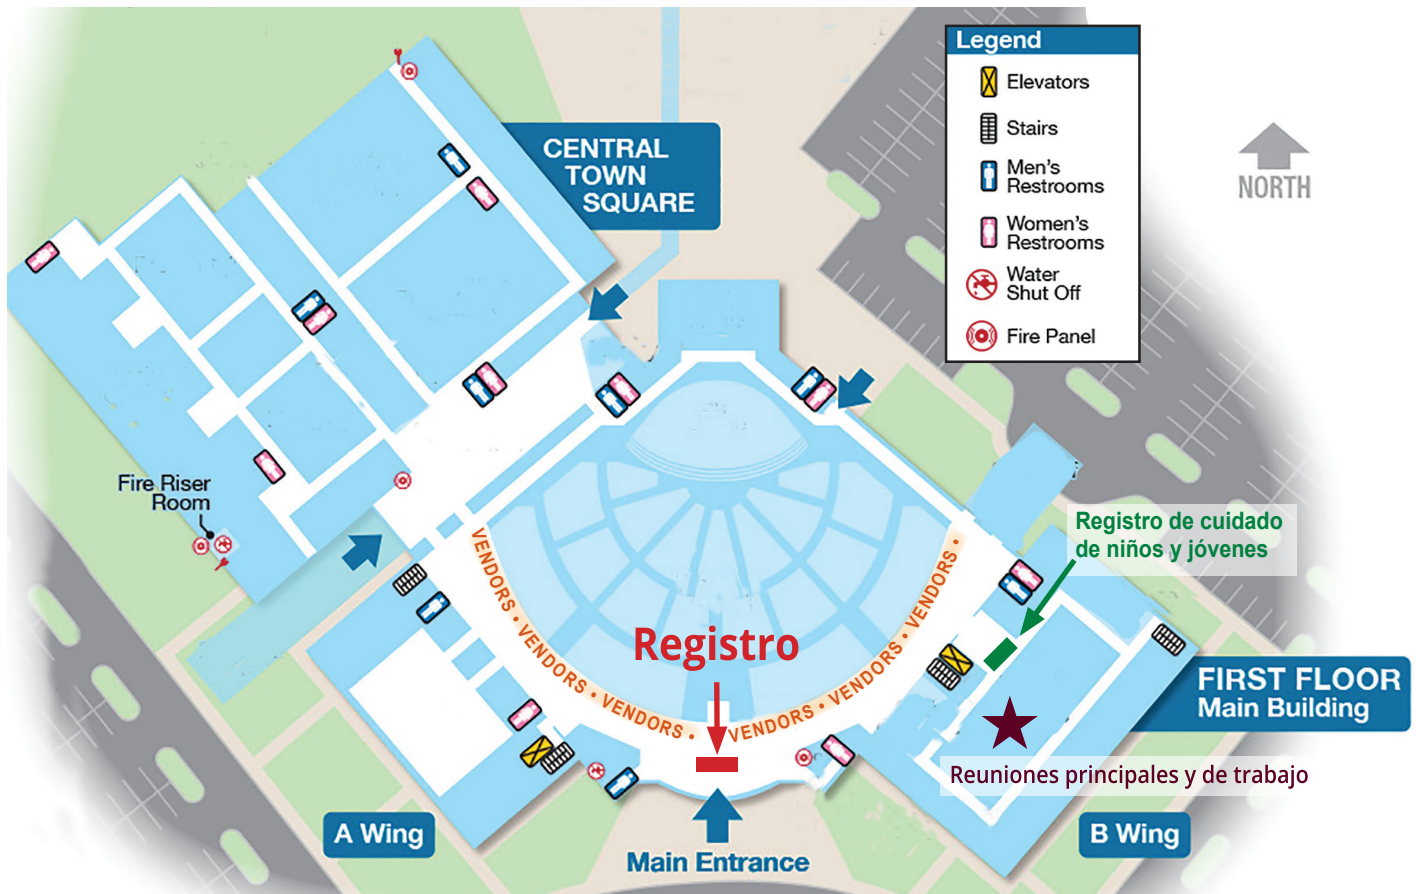 Legend
Elevators
Stairs
Men's
Restrooms
Women's
Restrooms
Water
Shut Off
Fire Panel
NORTH
CENTRAL
TOWN
SQUARE
Fire Riser
Room
Registro de cuidado
de niños y jóvenes
VENDORS • VENDORS • VENDORS • VENDORS •
VENDORS • VENDORS • VENDORS • VENDORS •
Registro
FIRST FLOOR
Main Building
Reuniones principales y de trabajo
A Wing
B Wing
Main Entrance